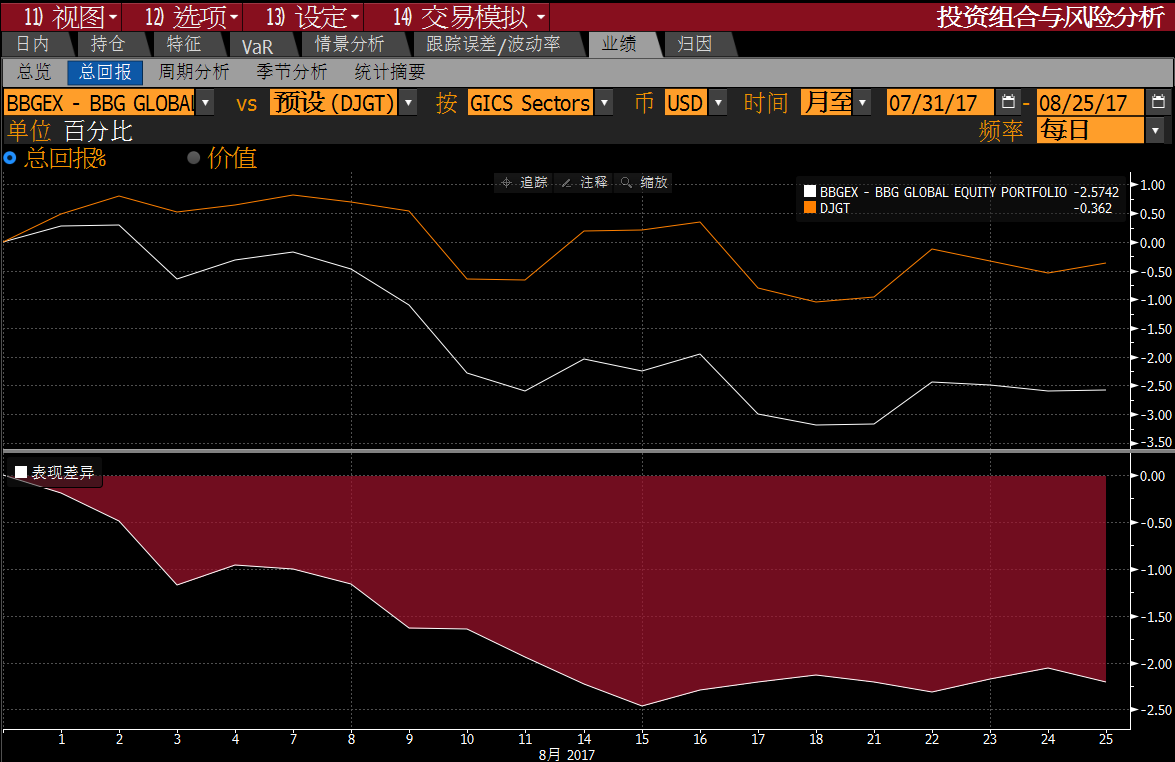 11) 视图 12) 选项 13) 设定 14) 交易模拟 投资组合与风险分析
日内 持仓 特征 VaR 情景分析 跟踪误差/波动率 业绩 归因
总览 总回报 周期分析 季节分析 统计摘要
BBGEX - BBG GLOBAL vs 预设 (DJGT) 按 GICS Sectors 币 USD 时间 月至 07/31/17 - 08/25/17
单位 百分比 频率 每日
总回报% 价值
追踪 注释 缩放
BBGEX - BBG GLOBAL EQUITY PORTFOLIO -2.5742
DJGT -0.362
1.00
0.50
0.00
-0.50
-1.00
-1.50
-2.00
-2.50
-3.00
-3.50
表现差异
0.00
-0.50
-1.00
-1.50
-2.00
-2.50
1 2 3 4 7 8 9 10 11 14 15 16 17 18 21 22 23 24 25
8月 2017